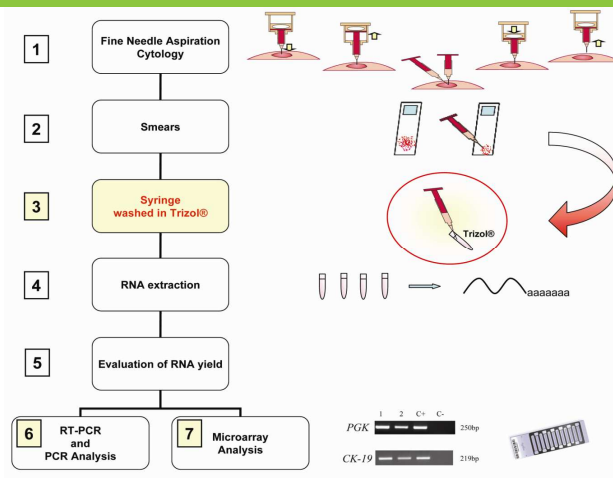 1
Fine Needle Aspiration
Cytology
2
Smears
3
Syringe
washed in Trizol®
Trizol®
4
RNA extraction
aaaaaaa
5
Evaluation of RNA yield
6
RT-PCR
and
PCR Analysis
7
Microarray
Analysis
1 2 C+ C-
PGK 250bp
CK-19 219bp